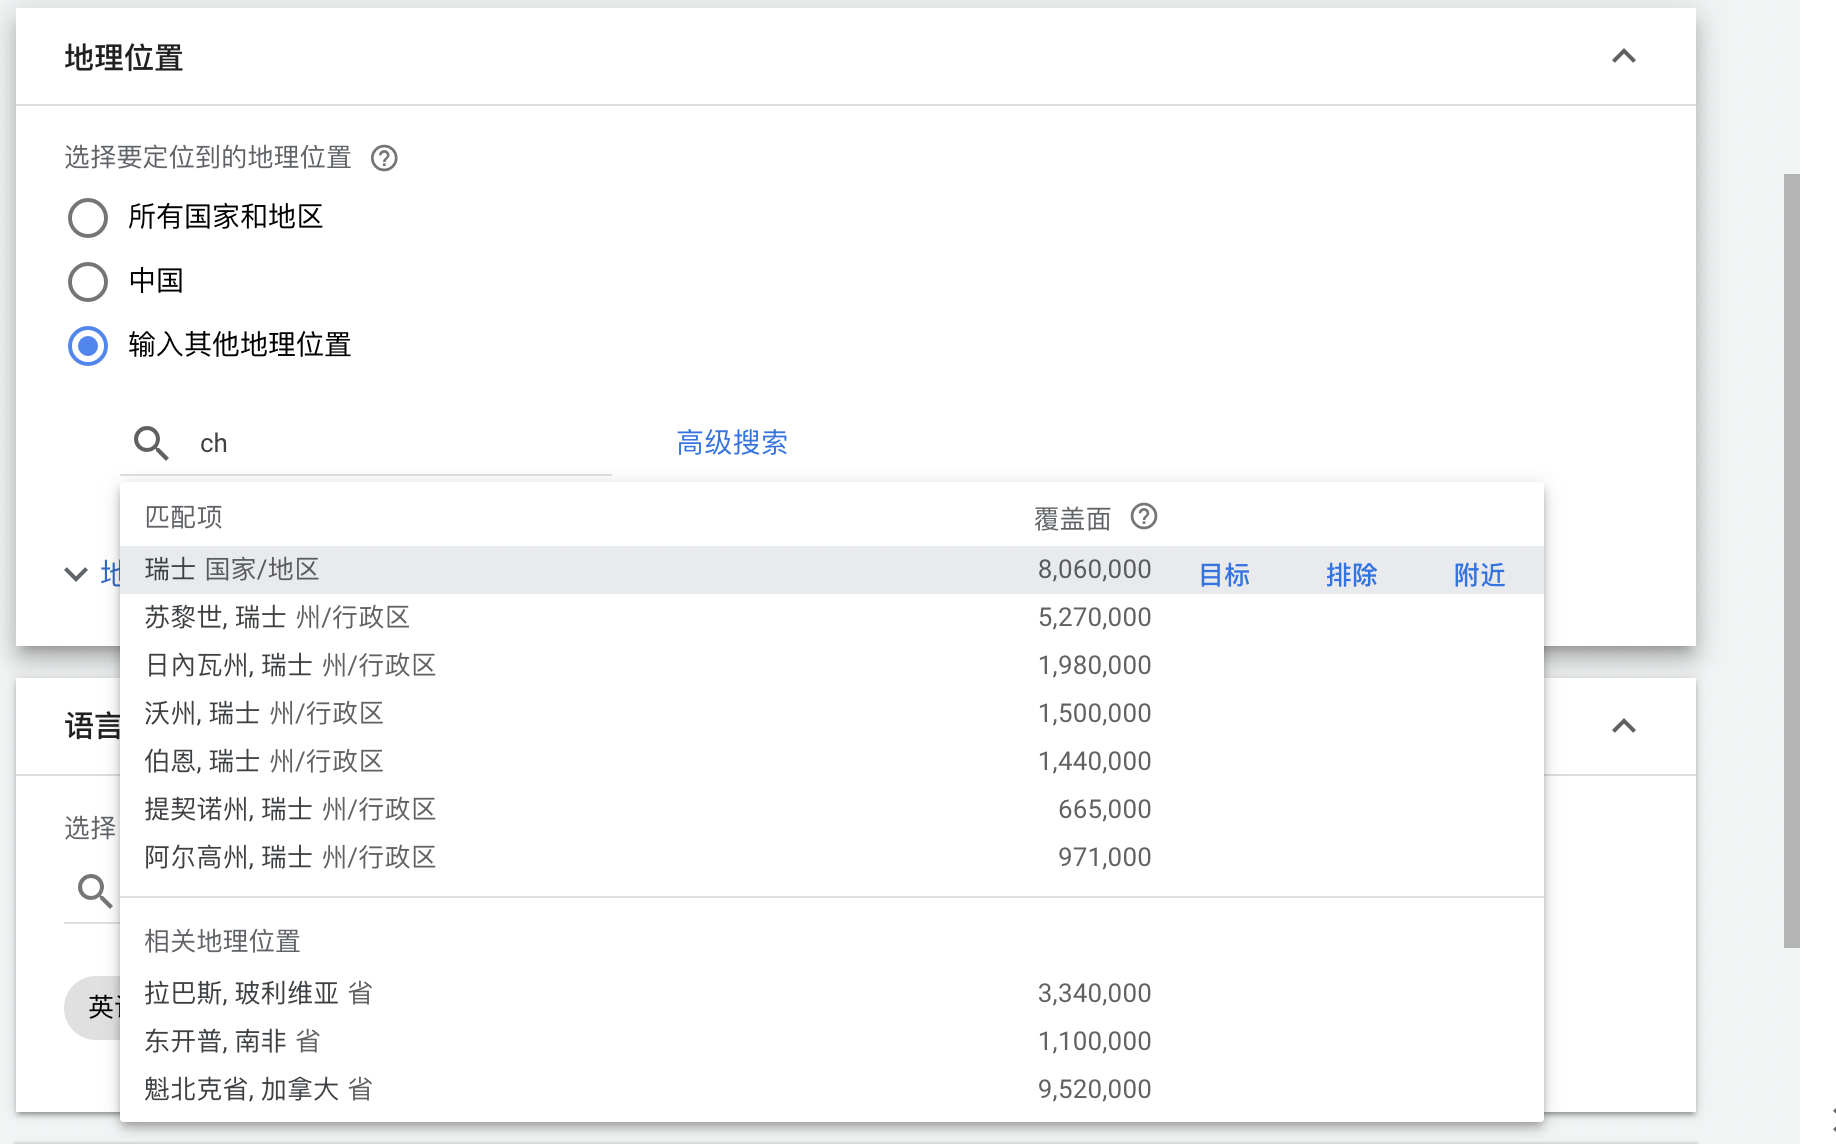 地理位置
选择要定位到的地理位置
所有国家和地区
中国
输入其他地理位置
ch
高级搜索
匹配项 覆盖面
地
瑞士 国家/地区 8,060,000 目标 排除 附近
苏黎世, 瑞士 州/行政区 5,270,000
日內瓦州, 瑞士 州/行政区 1,980,000
沃州, 瑞士 州/行政区 1,500,000
语言
伯恩, 瑞士 州/行政区 1,440,000
提契诺州, 瑞士 州/行政区 665,000
选择
阿尔高州, 瑞士 州/行政区 971,000
相关地理位置
拉巴斯, 玻利维亚 省 3,340,000
英
东开普, 南非 省 1,100,000
魁北克省, 加拿大 省 9,520,000